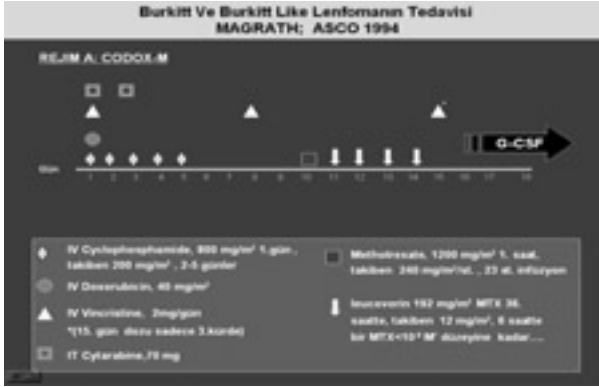 Burkitt Ve Burkitt Like Lenfomanın Tedavisi
MAGRATH; ASCO 1994
REJIM A: CODOX-M
G-CSF
Gün
1 2 3 4 5 6 7 8 9 10 11 12 13 14 15 16 17 18
IV Cyclophosphamide, 800 mg/m² 1.gün,
takiben 200 mg/m², 2-5 günler
IV Doxorubicin, 40 mg/m²
IV Vincristine, 2mg/gün
*(15. gün dozu sadece 3.kürde)
IT Cytarabine,70 mg
Methotrexate, 1200 mg/m² 1. saat,
takiben 240 mg/m²/st., 23 st. infüzyon
leucovorin 192 mg/m² MTX 36.
saatte, takiben 12 mg/m², 6 saatte
bir düzeyine kadar....